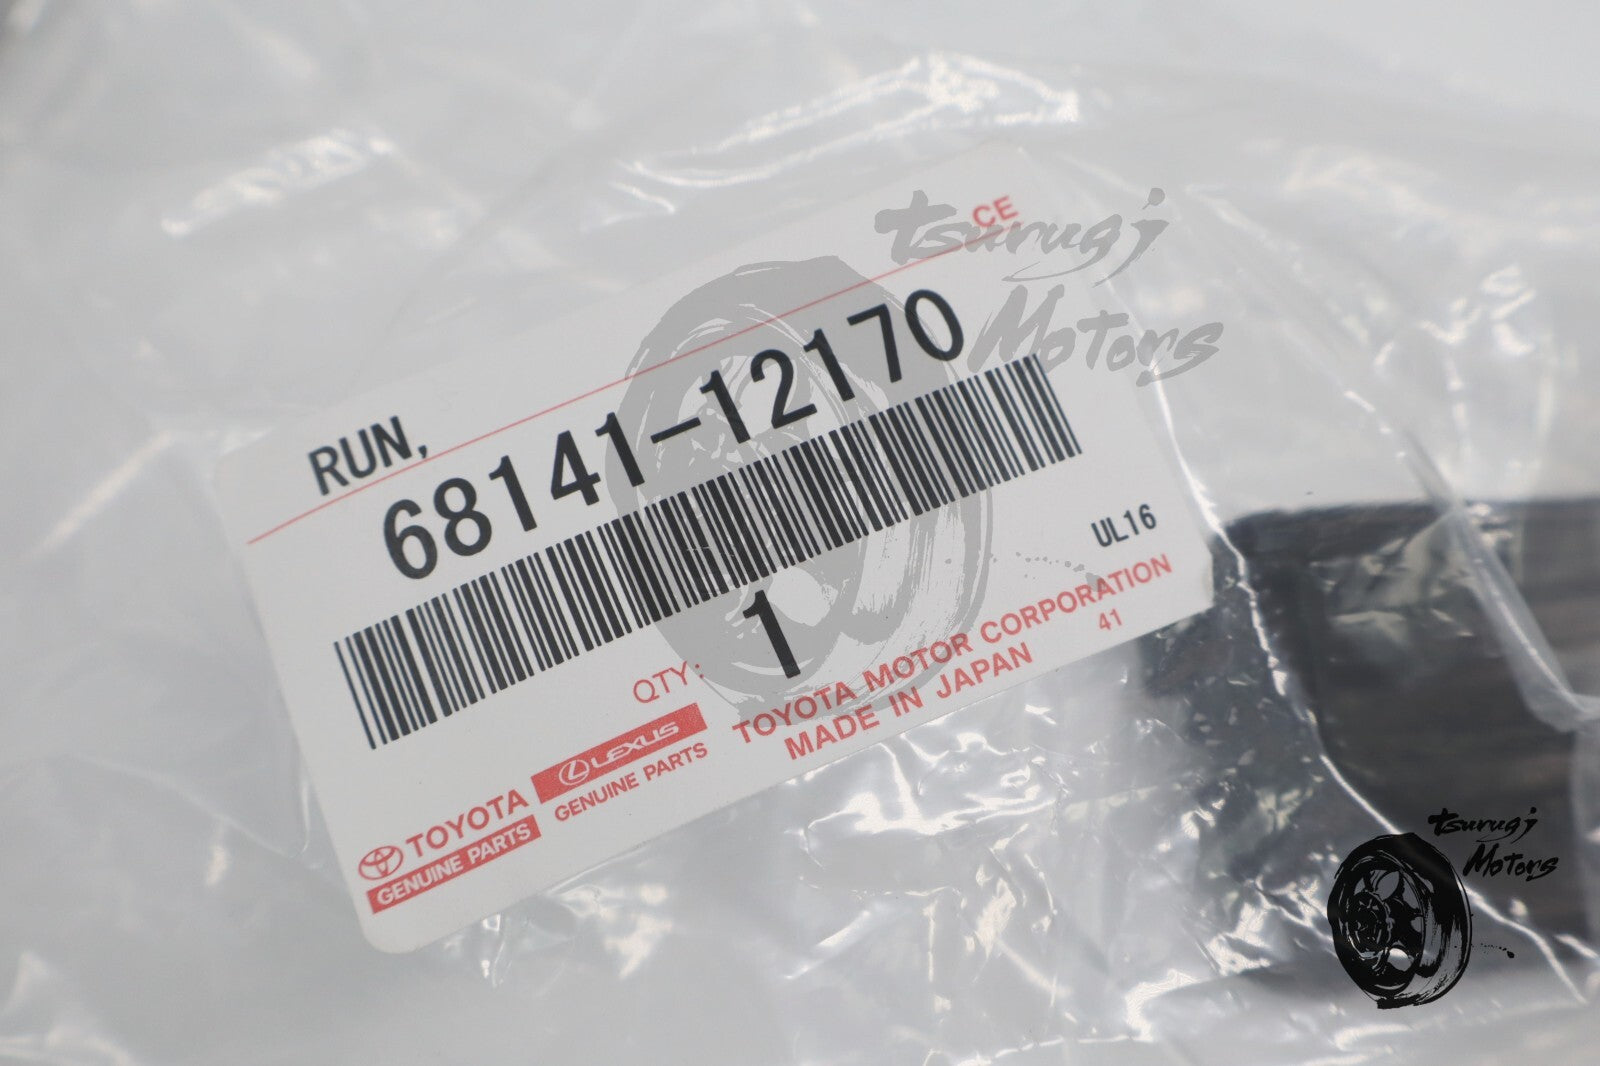 CE
RUN,
68141-12170
UL16
QTY: 1
TOYOTA MOTOR CORPORATION
MADE IN JAPAN 41
TOYOTA
GENUINE PARTS
LEXUS
GENUINE PARTS
tsurugi
Motors
tsurugi
Motors